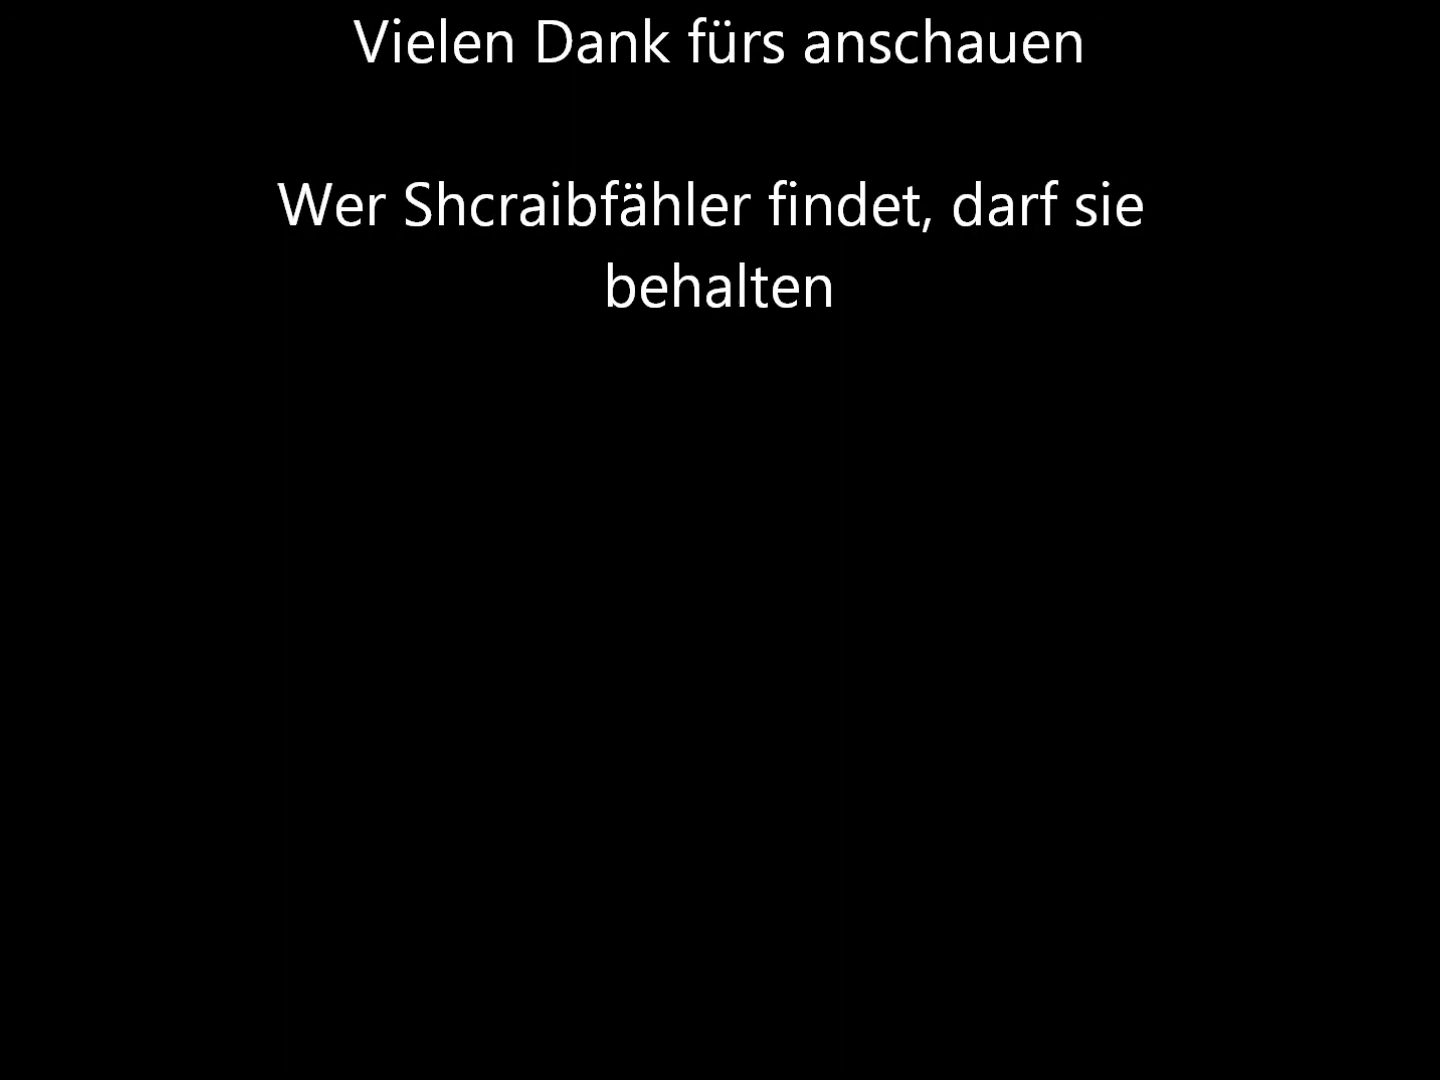 Vielen Dank fürs anschauen
Wer Shcraibfähler findet, darf sie
behalten